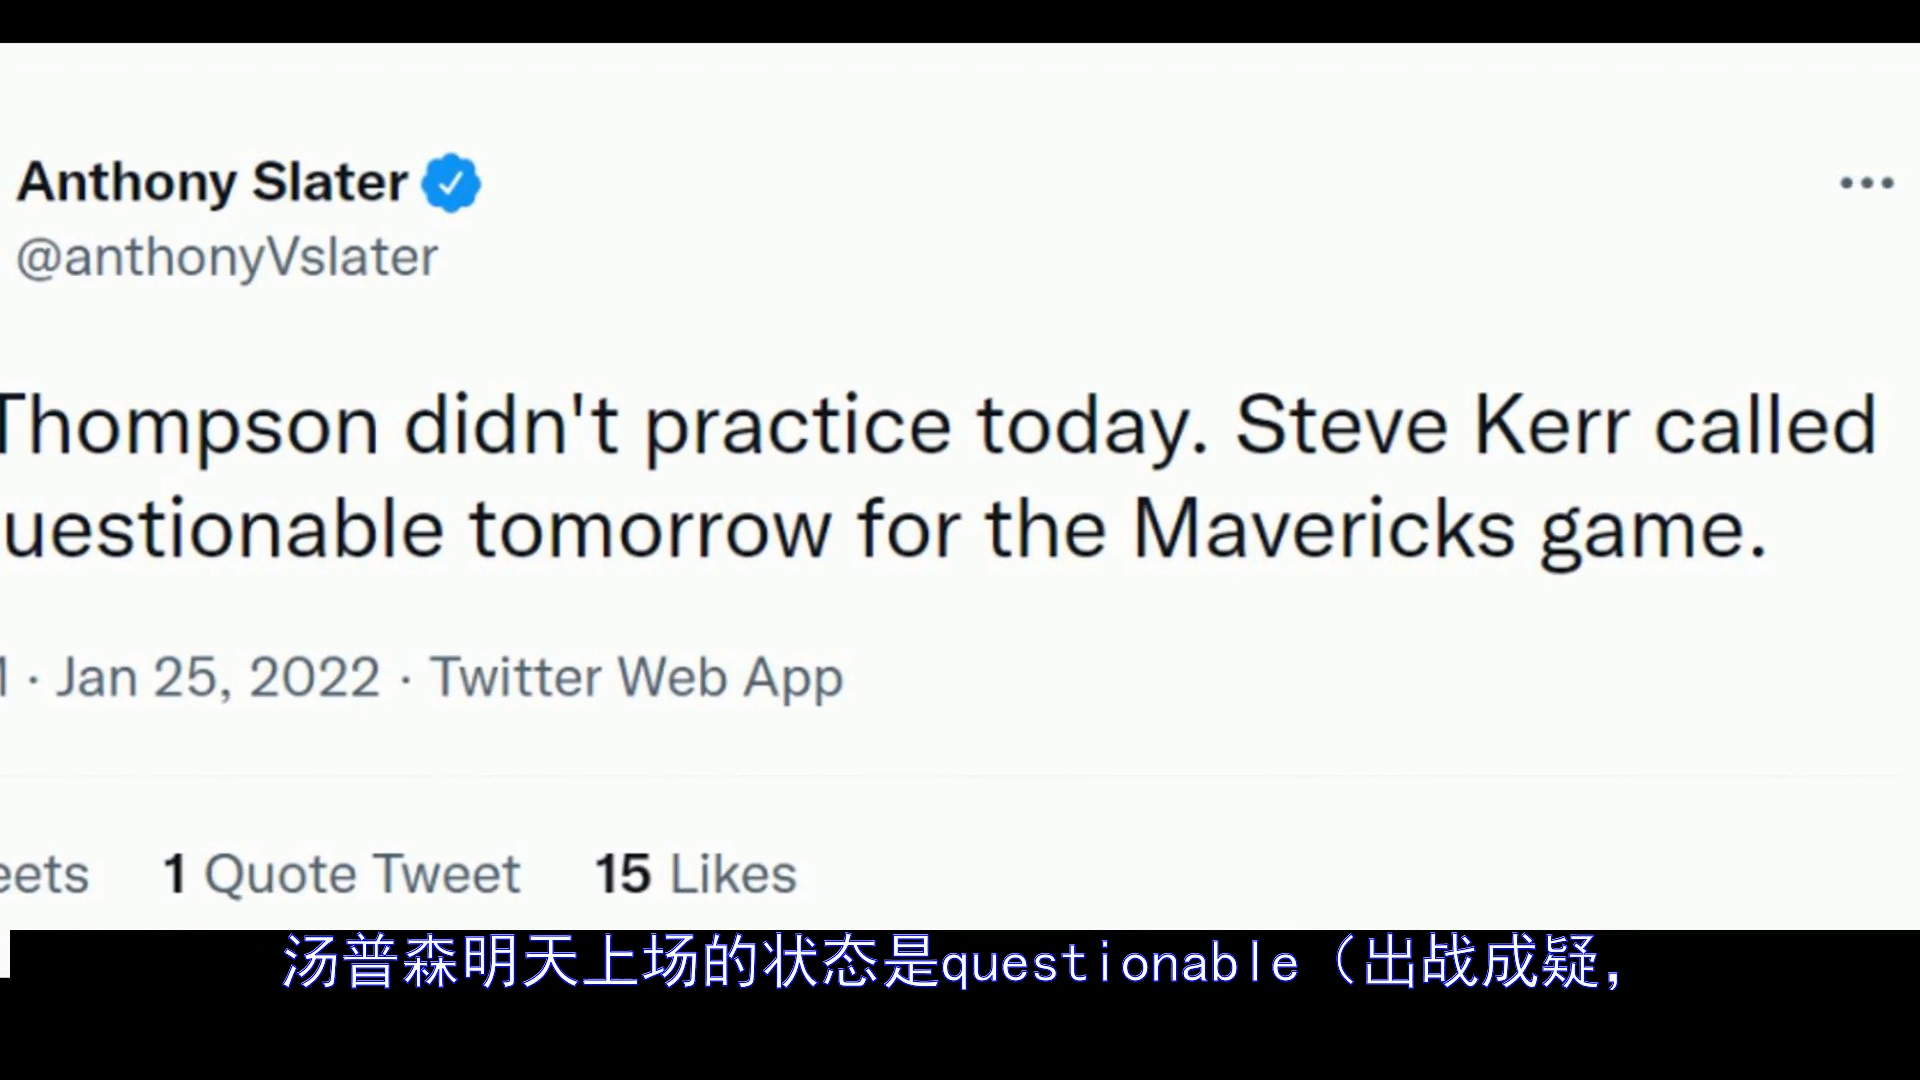 Anthony Slater
@anthonyVslater
Thompson didn't practice today. Steve Kerr called
uestionable tomorrow for the Mavericks game.
· Jan 25, 2022 · Twitter Web App
eets 1 Quote Tweet 15 Likes
汤普森明天上场的状态是questionable（出战成疑，